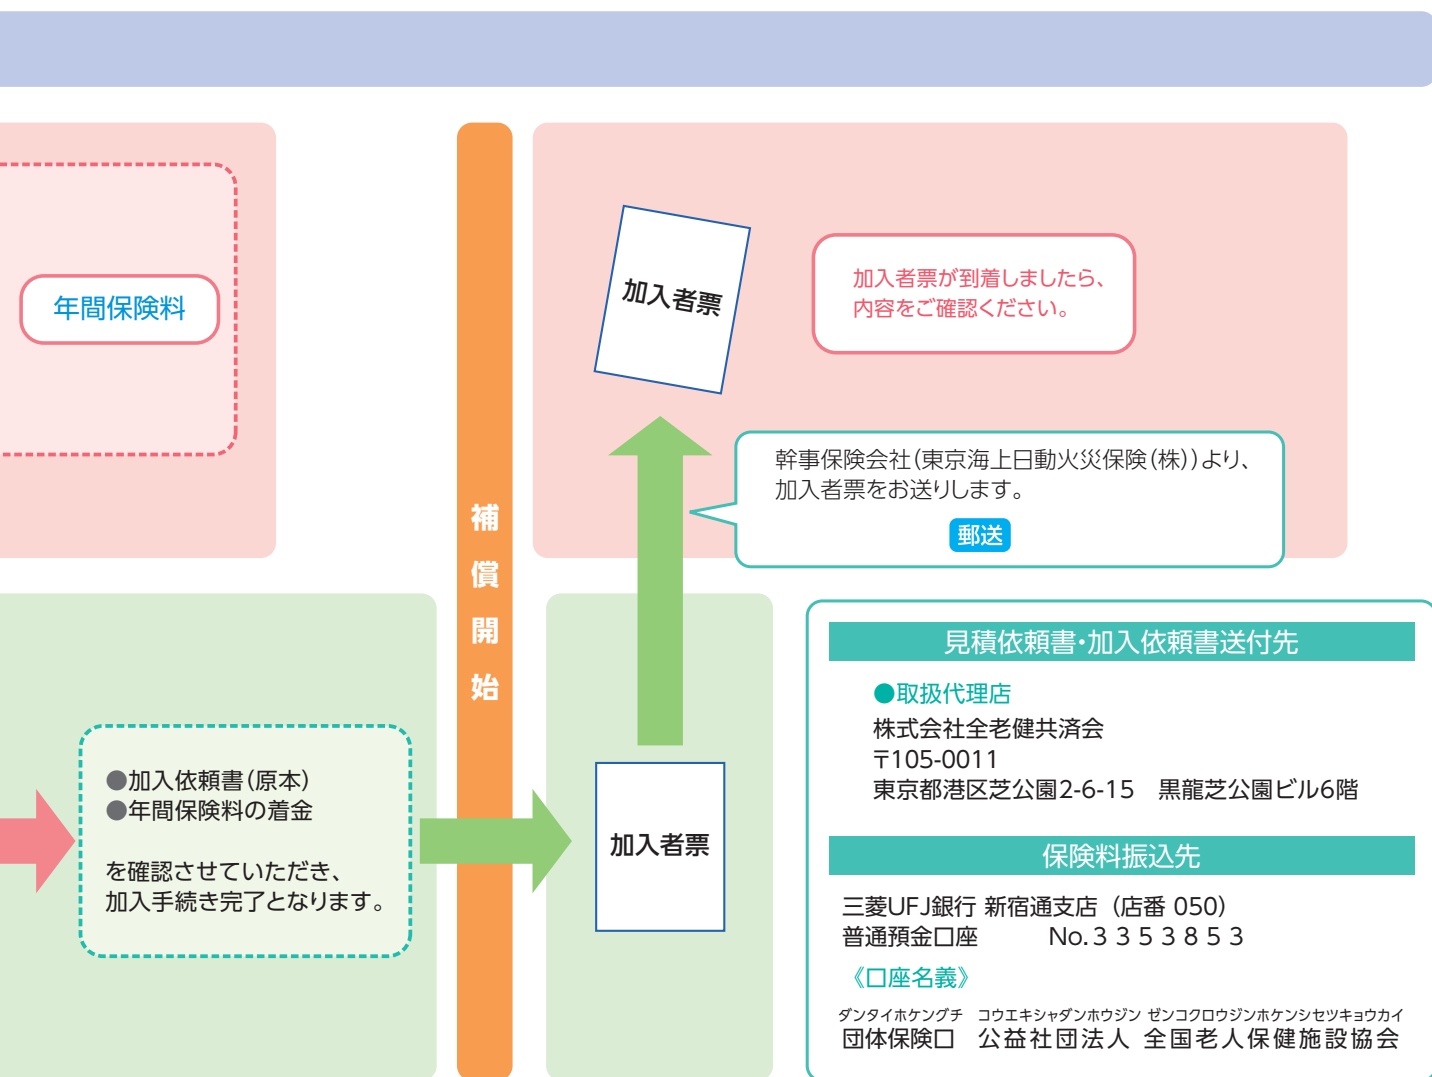 年間保険料
●加入依頼書(原本)
●年間保険料の着金
を確認させていただき、
加入手続き完了となります。
補償開始
加入者票
加入者票が到着しましたら、
内容をご確認ください。
幹事保険会社(東京海上日動火災保険(株))より、
加入者票をお送りします。
郵送
加入者票
見積依頼書・加入依頼書送付先
●取扱代理店
株式会社全老健共済会
〒105-0011
東京都港区芝公園2-6-15　黒龍芝公園ビル6階
保険料振込先
三菱UFJ銀行 新宿通支店（店番 050）
普通預金口座　No.3353853
《口座名義》
ダンタイホケングチ　コウエキシャダンホウジン ゼンコクロウジンホケンシセツキョウカイ
団体保険口　公益社団法人 全国老人保健施設協会